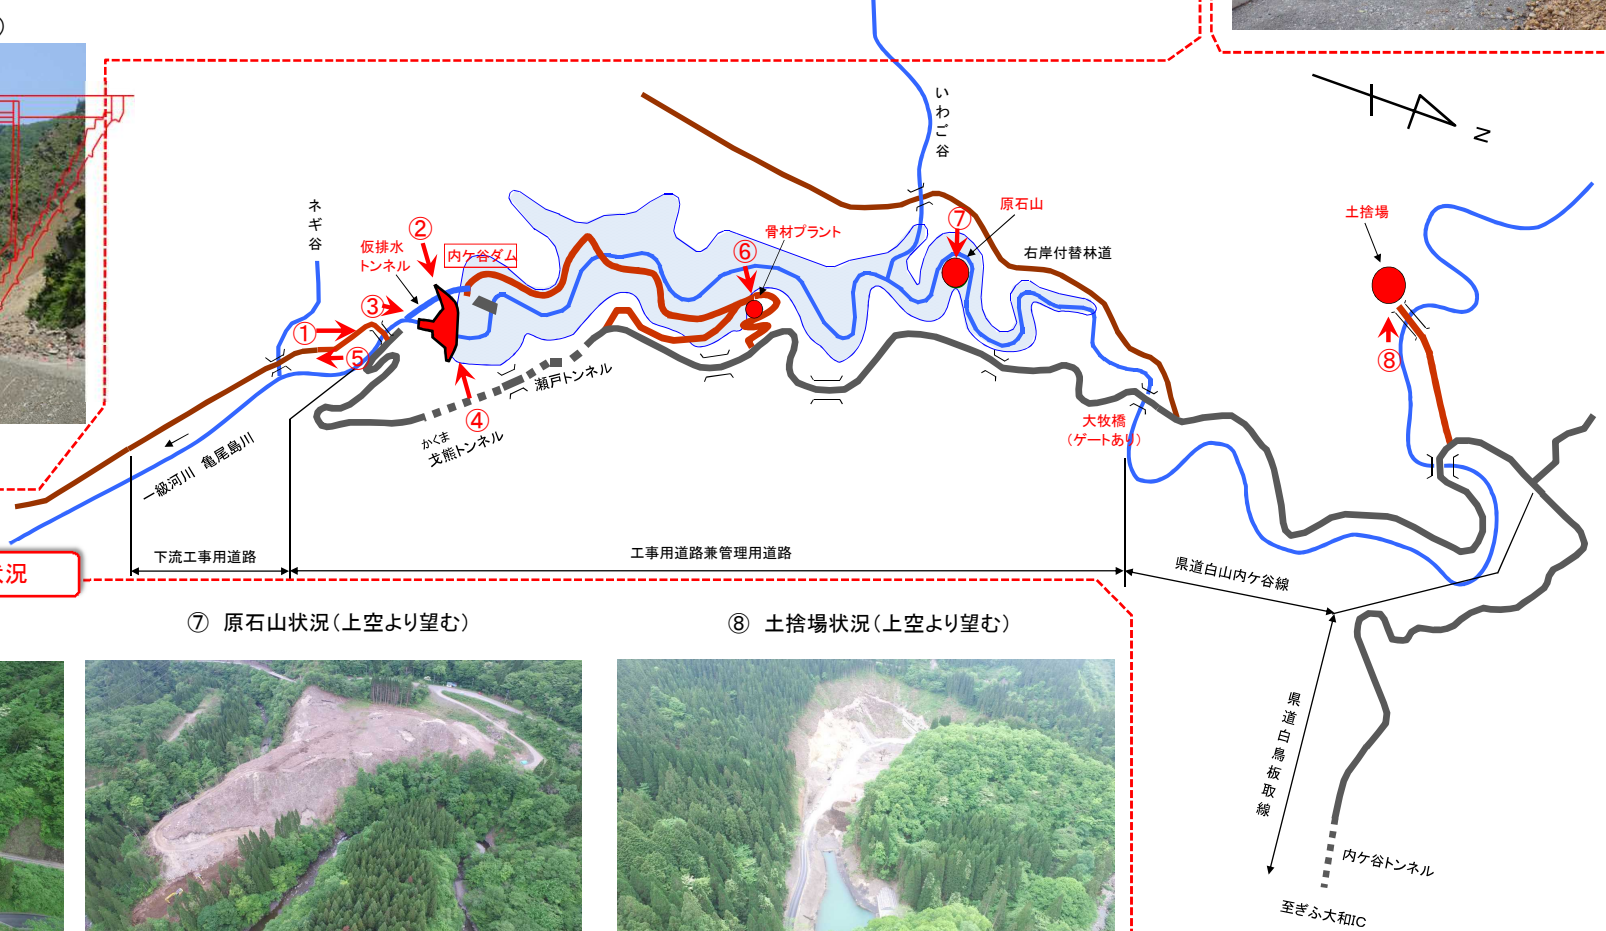 )
N
いわご谷
ネギ谷
②
仮排水
トンネル
内ケ谷ダム
③
①
⑤
④
かくま
戈熊トンネル
瀬戸トンネル
⑥
骨材プラント
⑦
原石山
右岸付替林道
土捨場
⑧
大牧橋
(ゲートあり)
一級河川 亀尾島川
下流工事用道路
工事用道路兼管理用道路
県道白山内ケ谷線
県道白鳥板取線
内ケ谷トンネル
至ぎふ大和IC
況
⑦ 原石山状況(上空より望む)
⑧ 土捨場状況(上空より望む)